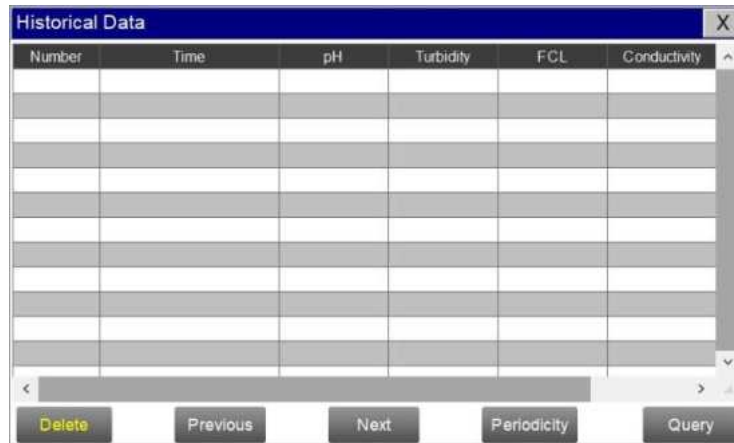 Historical Data X
Number Time pH Turbidity FCL Conductivity
Delete Previous Next Periodicity Query